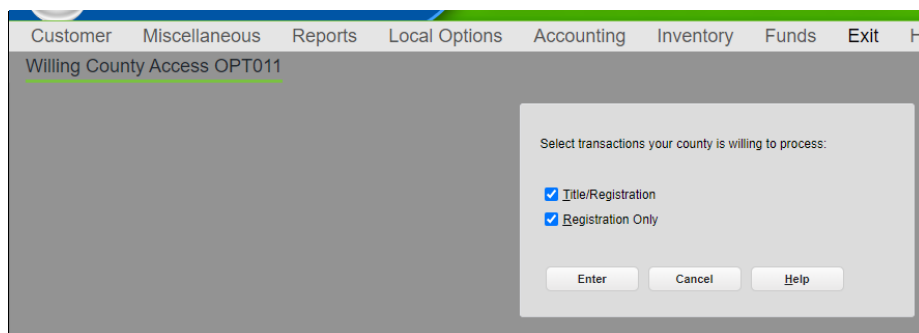 Customer Miscellaneous Reports Local Options Accounting Inventory Funds Exit H
Willing County Access OPT011
Select transactions your county is willing to process:
Title/Registration
Registration Only
Enter Cancel Help